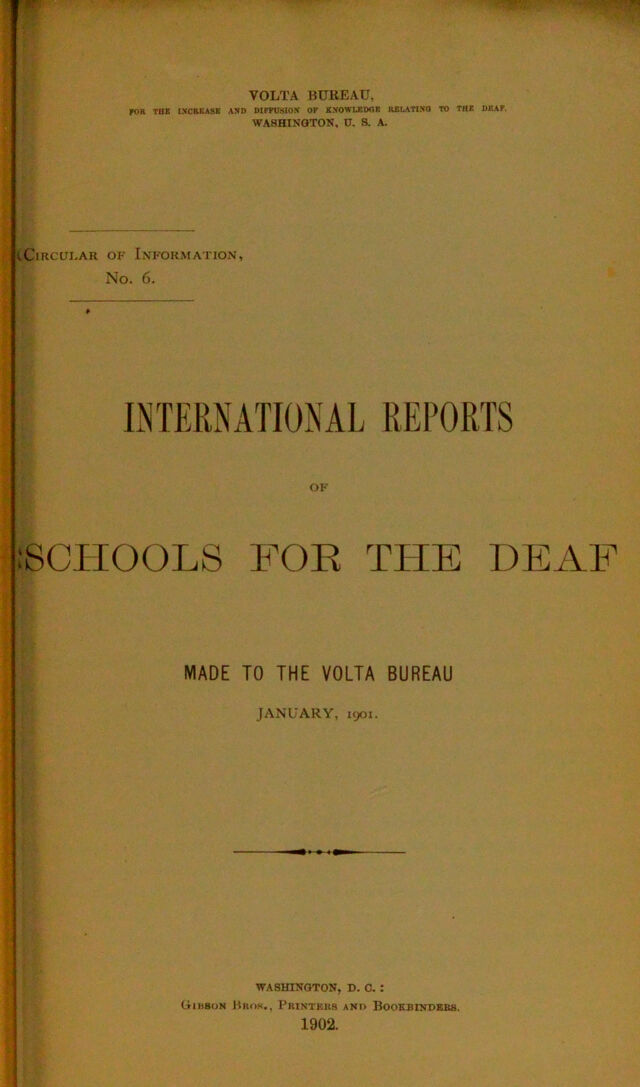 VOLTA BUREAU,
FOR THE INCREASE AND DIFFUSION OF KNOWLEDGE RELATING TO THE DEAF.
WASHINGTON, U. S. A.
CIRCULAR OF INFORMATION,
No. 6.
INTERNATIONAL REPORTS
OF
SCHOOLS FOR THE DEAF
MADE TO THE VOLTA BUREAU
JANUARY, 1901.
WASHINGTON, D. C. :
GIBSON BROS., PRINTERS AND BOOKBINDERS.
1902.